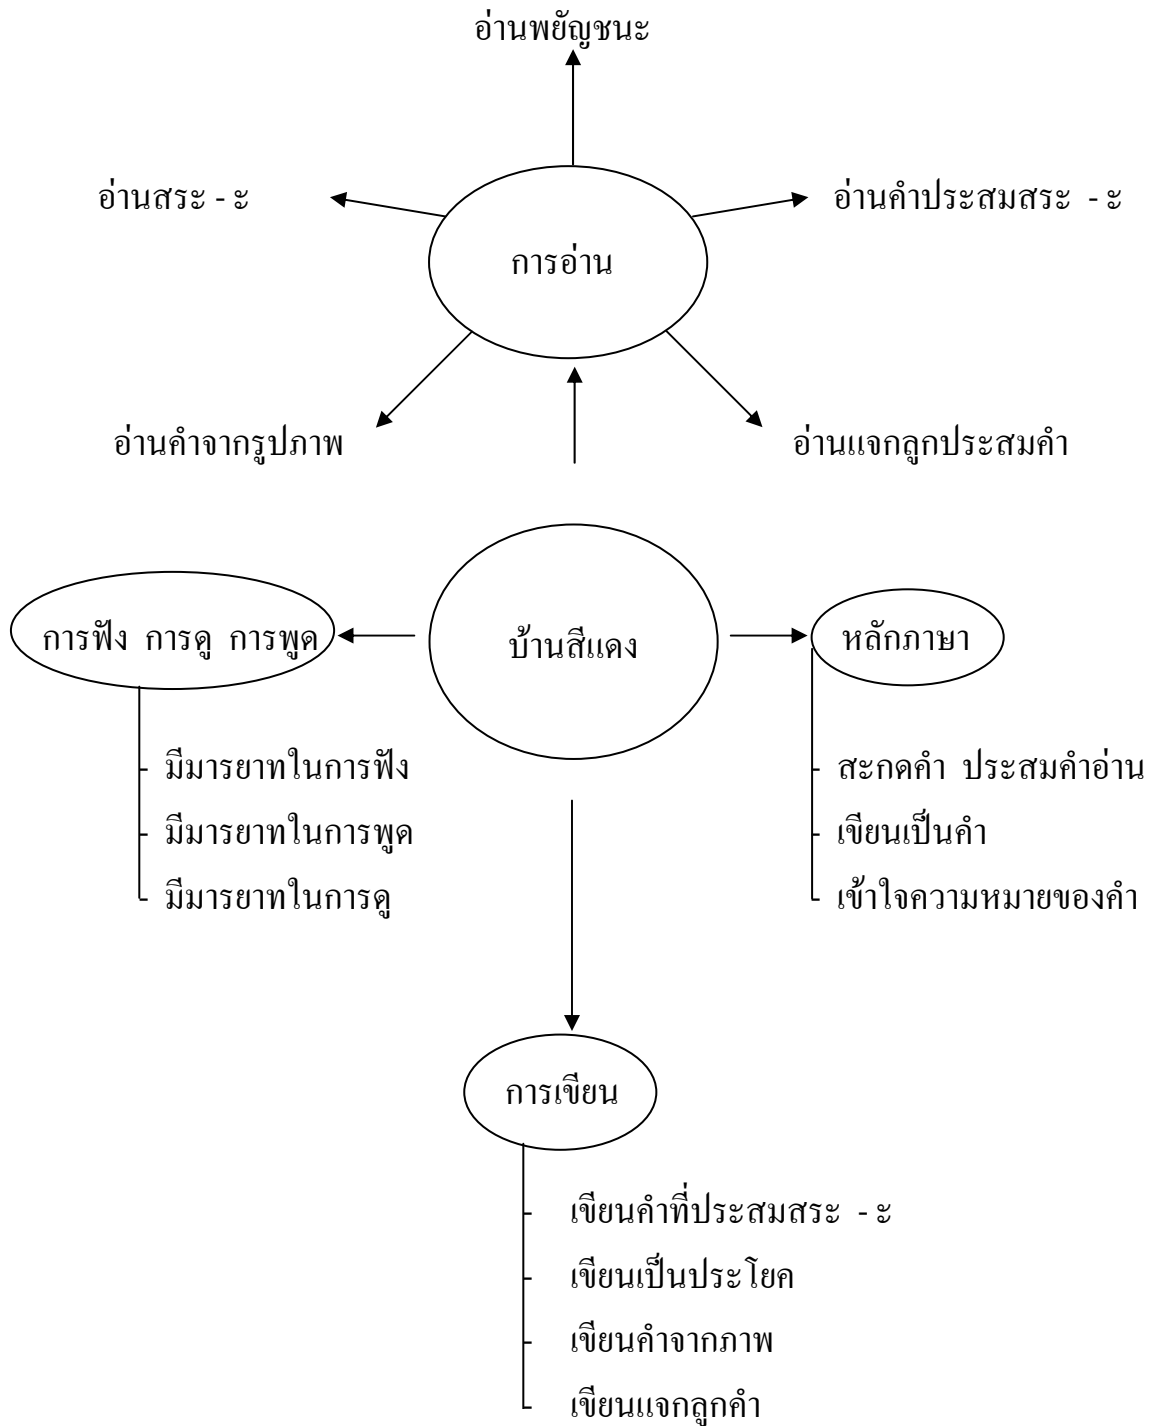 อ่านพยัญชนะ
อ่านสระ - ะ
อ่านคำประสมสระ - ะ
การอ่าน
อ่านคำจากรูปภาพ
อ่านแจกลูกประสมคำ
การฟัง การดู การพูด
บ้านสีแดง
หลักภาษา
- มีมารยาทในการฟัง
- มีมารยาทในการพูด
- มีมารยาทในการดู
- สะกดคำ ประสมคำอ่าน
- เขียนเป็นคำ
- เข้าใจความหมายของคำ
การเขียน
- เขียนคำที่ประสมสระ - ะ
- เขียนเป็นประโยค
- เขียนคำจากภาพ
- เขียนแจกลูกคำ